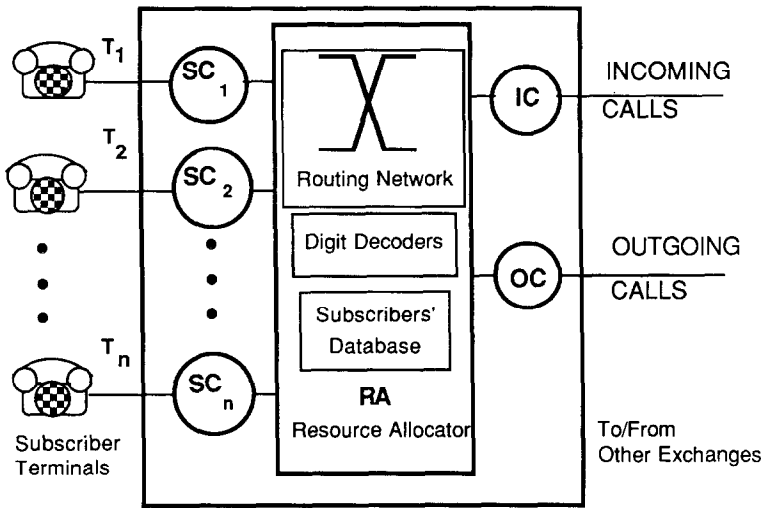 T1
SC1
T2
SC2
Tn
SCn
Subscriber
Terminals
Routing Network
Digit Decoders
Subscribers'
Database
RA
Resource Allocator
IC
INCOMING
CALLS
OC
OUTGOING
CALLS
To/From
Other Exchanges